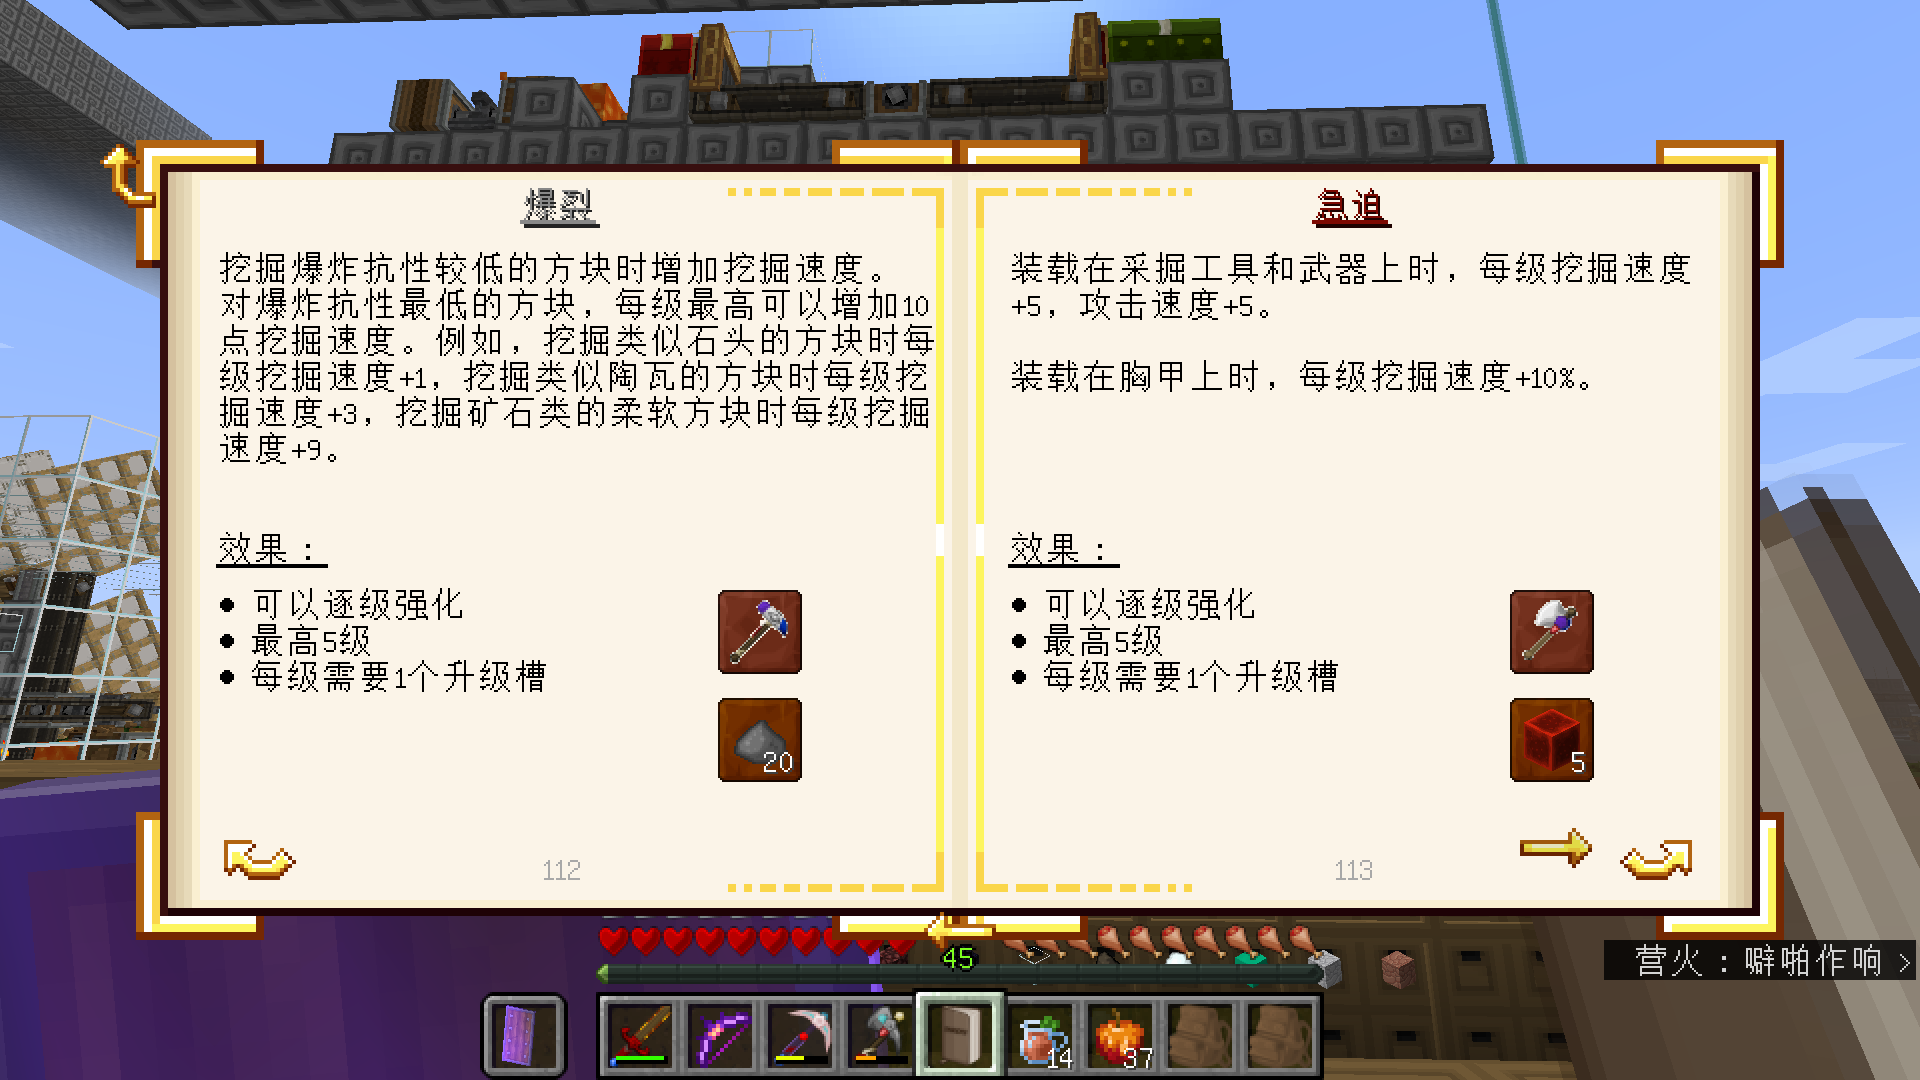 爆裂
挖掘爆炸抗性较低的方块时增加挖掘速度。
对爆炸抗性最低的方块，每级最高可以增加10
点挖掘速度。例如，挖掘类似石头的方块时每
级挖掘速度+1，挖掘类似陶瓦的方块时每级挖
掘速度+3，挖掘矿石类的柔软方块时每级挖掘
速度+9。
效果：
● 可以逐级强化
● 最高5级
● 每级需要1个升级槽
20
112
急迫
装载在采掘工具和武器上时，每级挖掘速度
+5，攻击速度+5。
装载在胸甲上时，每级挖掘速度+10%。
效果：
● 可以逐级强化
● 最高5级
● 每级需要1个升级槽
5
113
45
营火：噼啪作响 >
14
37